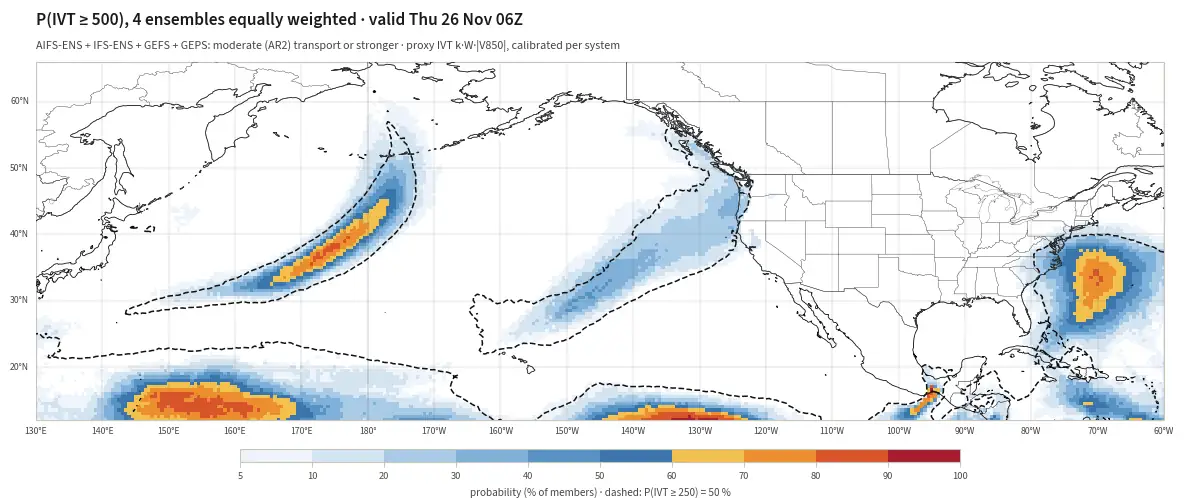 P(IVT ≥ 500), 4 ensembles equally weighted · valid Thu 26 Nov 06Z
AIFS-ENS + IFS-ENS + GEFS + GEPS: moderate (AR2) transport or stronger · proxy IVT k·W·|V850|, calibrated per system
60°N
50°N
40°N
30°N
20°N
130°E 140°E 150°E 160°E 170°E 180° 170°W 160°W 150°W 140°W 130°W 120°W 110°W 100°W 90°W 80°W 70°W 60°W
5 10 20 30 40 50 60 70 80 90 100
probability (% of members) · dashed: P(IVT ≥ 250) = 50 %